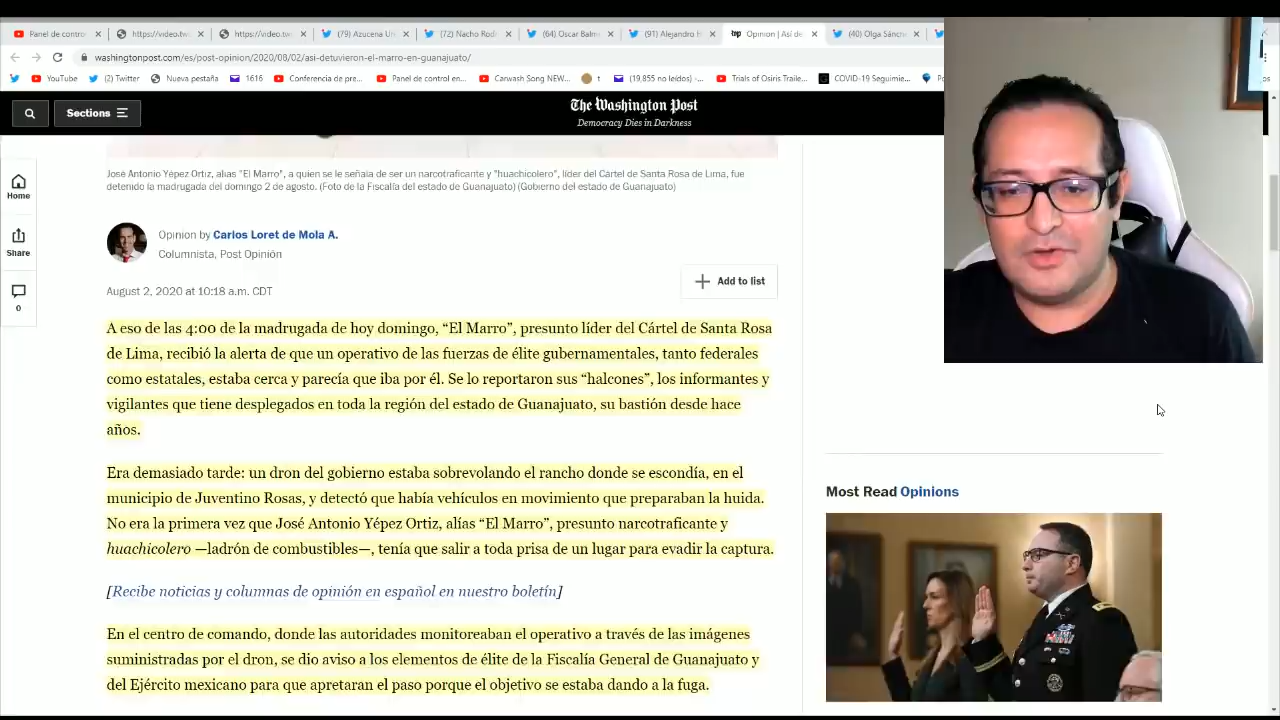 Panel de contro
https://video.tw
https://video.tw
(79) Azucena Ur
(72) Nacho Rodr
(64) Oscar Balm
(91) Alejandro H
Opinion | Así de
(40) Olga Sánch
washingtonpost.com/es/post-opinion/2020/08/02/asi-detuvieron-el-marro-en-guanajuato/
YouTube
(2) Twitter
Nueva pestaña
1616
Conferencia de pre...
Panel de control en...
Carwash Song NEW...
t
(19,855 no leídos) -...
Trials of Osiris Traile...
COVID-19 Seguimie...
Sections
The Washington Post
Democracy Dies in Darkness
José Antonio Yépez Ortiz, alias "El Marro", a quien se le señala de ser un narcotraficante y "huachicolero", líder del Cártel de Santa Rosa de Lima, fue
detenido la madrugada del domingo 2 de agosto. (Foto de la Fiscalía del estado de Guanajuato) (Gobierno del estado de Guanajuato)
Home
Share
0
Opinion by Carlos Loret de Mola A.
Columnista, Post Opinión
Add to list
August 2, 2020 at 10:18 a.m. CDT
A eso de las 4:00 de la madrugada de hoy domingo, “El Marro”, presunto líder del Cártel de Santa Rosa
de Lima, recibió la alerta de que un operativo de las fuerzas de élite gubernamentales, tanto federales
como estatales, estaba cerca y parecía que iba por él. Se lo reportaron sus “halcones”, los informantes y
vigilantes que tiene desplegados en toda la región del estado de Guanajuato, su bastión desde hace
años.
Era demasiado tarde: un dron del gobierno estaba sobrevolando el rancho donde se escondía, en el
municipio de Juventino Rosas, y detectó que había vehículos en movimiento que preparaban la huida.
No era la primera vez que José Antonio Yépez Ortiz, alías “El Marro”, presunto narcotraficante y
huachicolero —ladrón de combustibles—, tenía que salir a toda prisa de un lugar para evadir la captura.
[Recibe noticias y columnas de opinión en español en nuestro boletín]
En el centro de comando, donde las autoridades monitoreaban el operativo a través de las imágenes
suministradas por el dron, se dio aviso a los elementos de élite de la Fiscalía General de Guanajuato y
del Ejército mexicano para que apretaran el paso porque el objetivo se estaba dando a la fuga.
Most Read Opinions